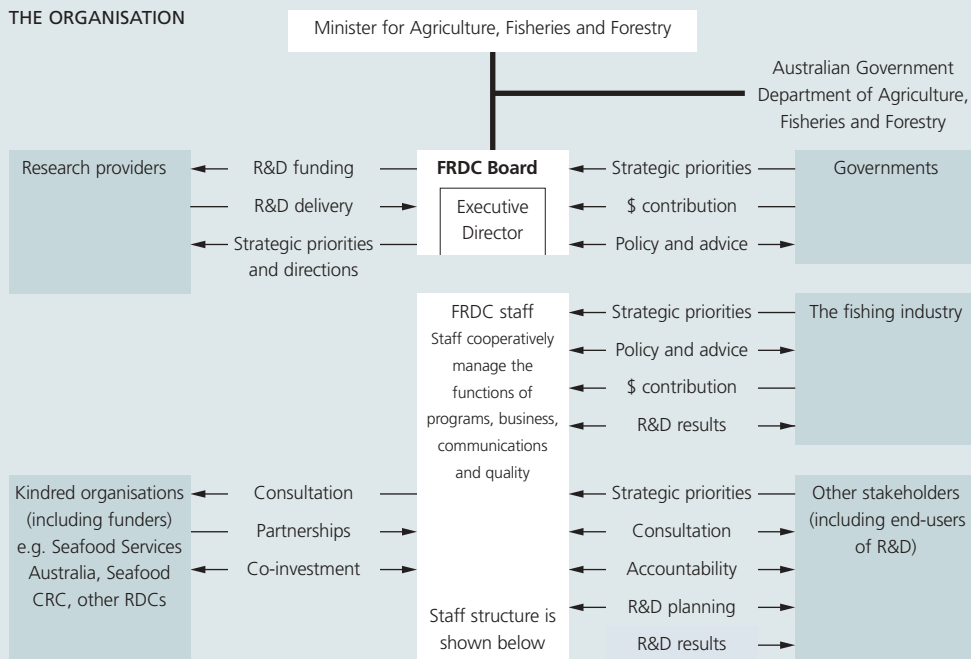 THE ORGANISATION
Minister for Agriculture, Fisheries and Forestry
Australian Government
Department of Agriculture,
Fisheries and Forestry
Research providers
R&D funding
R&D delivery
Strategic priorities
and directions
FRDC Board
Executive
Director
Strategic priorities
$ contribution
Policy and advice
Governments
FRDC staff
Staff cooperatively
manage the
functions of
programs, business,
communications
and quality
Strategic priorities
Policy and advice
$ contribution
R&D results
The fishing industry
Kindred organisations
(including funders)
e.g. Seafood Services
Australia, Seafood
CRC, other RDCs
Consultation
Partnerships
Co-investment
Staff structure is
shown below
Strategic priorities
Consultation
Accountability
R&D planning
R&D results
Other stakeholders
(including end-users
of R&D)